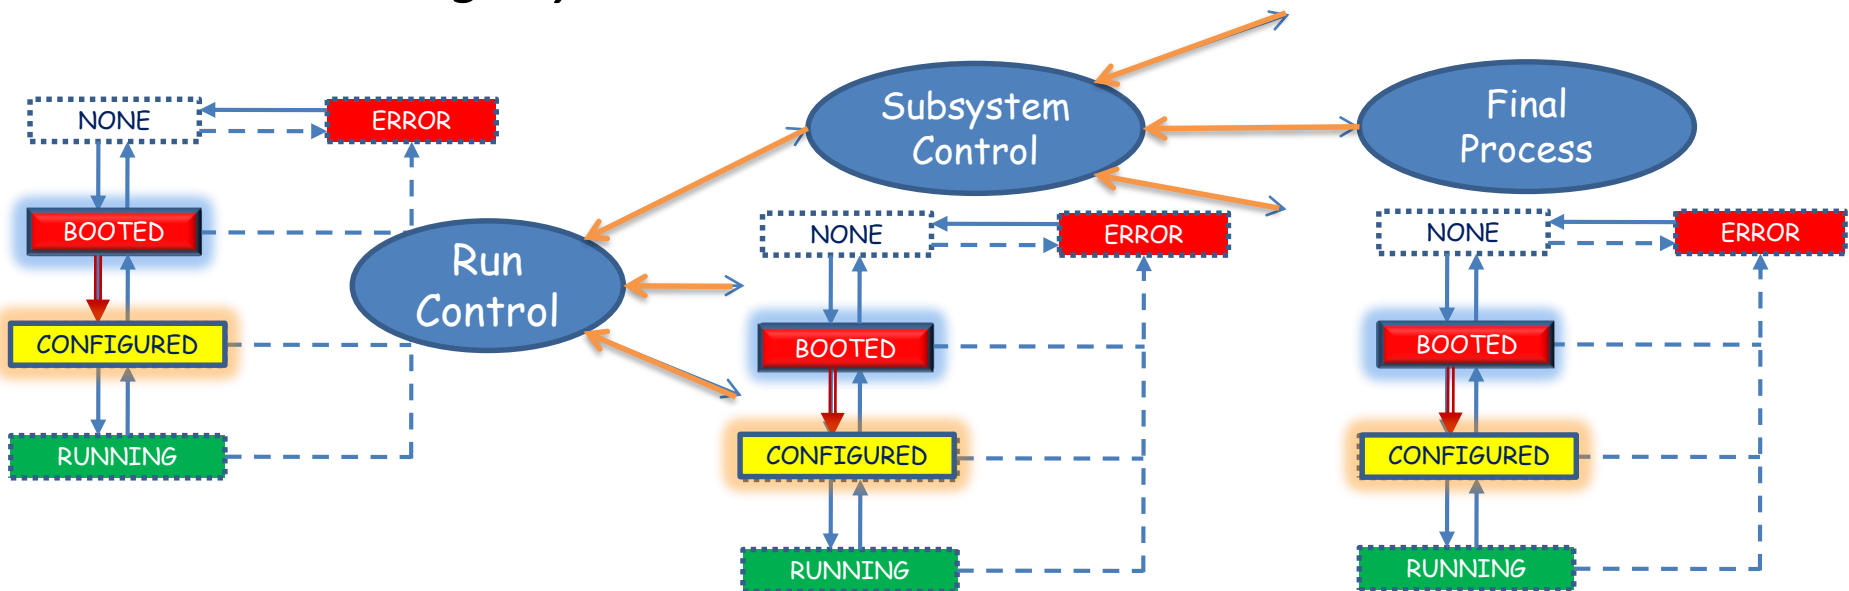 NONE
ERROR
BOOTED
CONFIGURED
RUNNING
Run
Control
Subsystem
Control
NONE
ERROR
BOOTED
CONFIGURED
RUNNING
Final
Process
NONE
ERROR
BOOTED
CONFIGURED
RUNNING